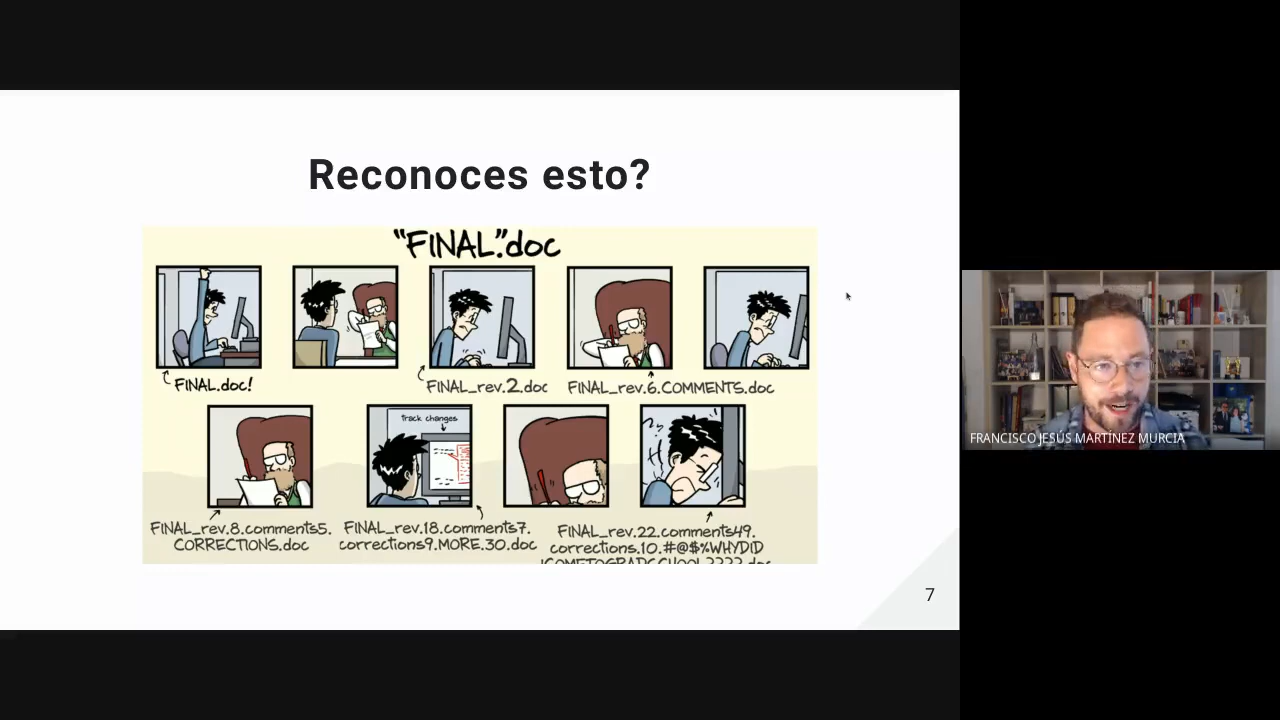 Reconoces esto?
"FINAL".doc
FINAL.doc!
FINAL_rev.2.doc
FINAL_rev.6.COMMENTS.doc
track changes
FINAL_rev.8.comments5.
CORRECTIONS.doc
FINAL_rev.18.comments7.
corrections9.MORE.30.doc
FINAL_rev.22.comments49.
corrections.10.#@$%WHYDID
ICOMETOGRADSCHOOL????.doc
7
FRANCISCO JESÚS MARTÍNEZ MURCIA